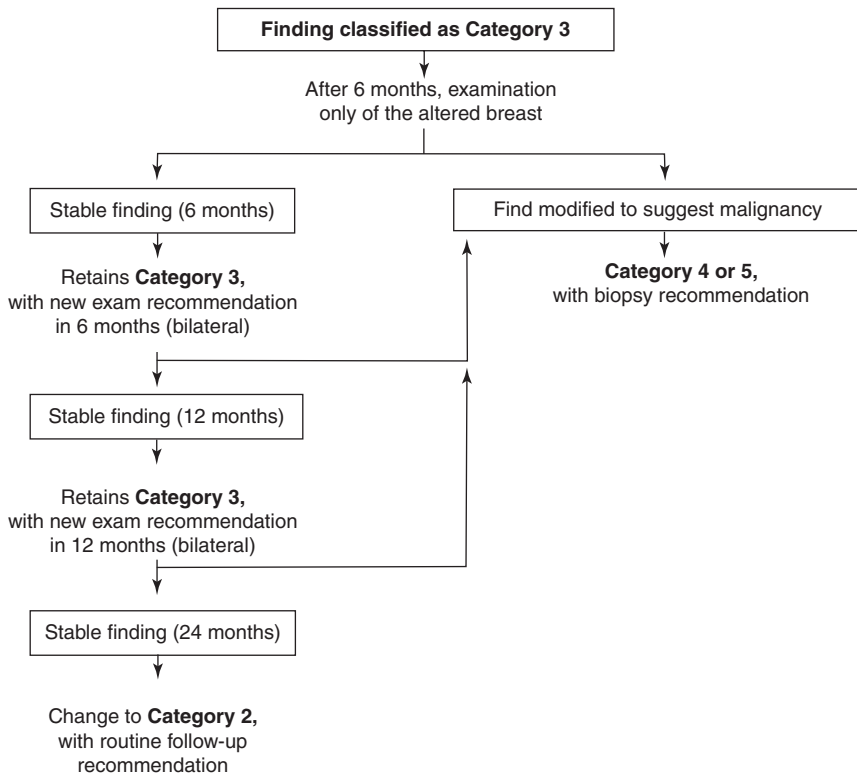 Finding classified as Category 3
After 6 months, examination
only of the altered breast
Stable finding (6 months)
Find modified to suggest malignancy
Retains Category 3,
with new exam recommendation
in 6 months (bilateral)
Category 4 or 5,
with biopsy recommendation
Stable finding (12 months)
Retains Category 3,
with new exam recommendation
in 12 months (bilateral)
Stable finding (24 months)
Change to Category 2,
with routine follow-up
recommendation